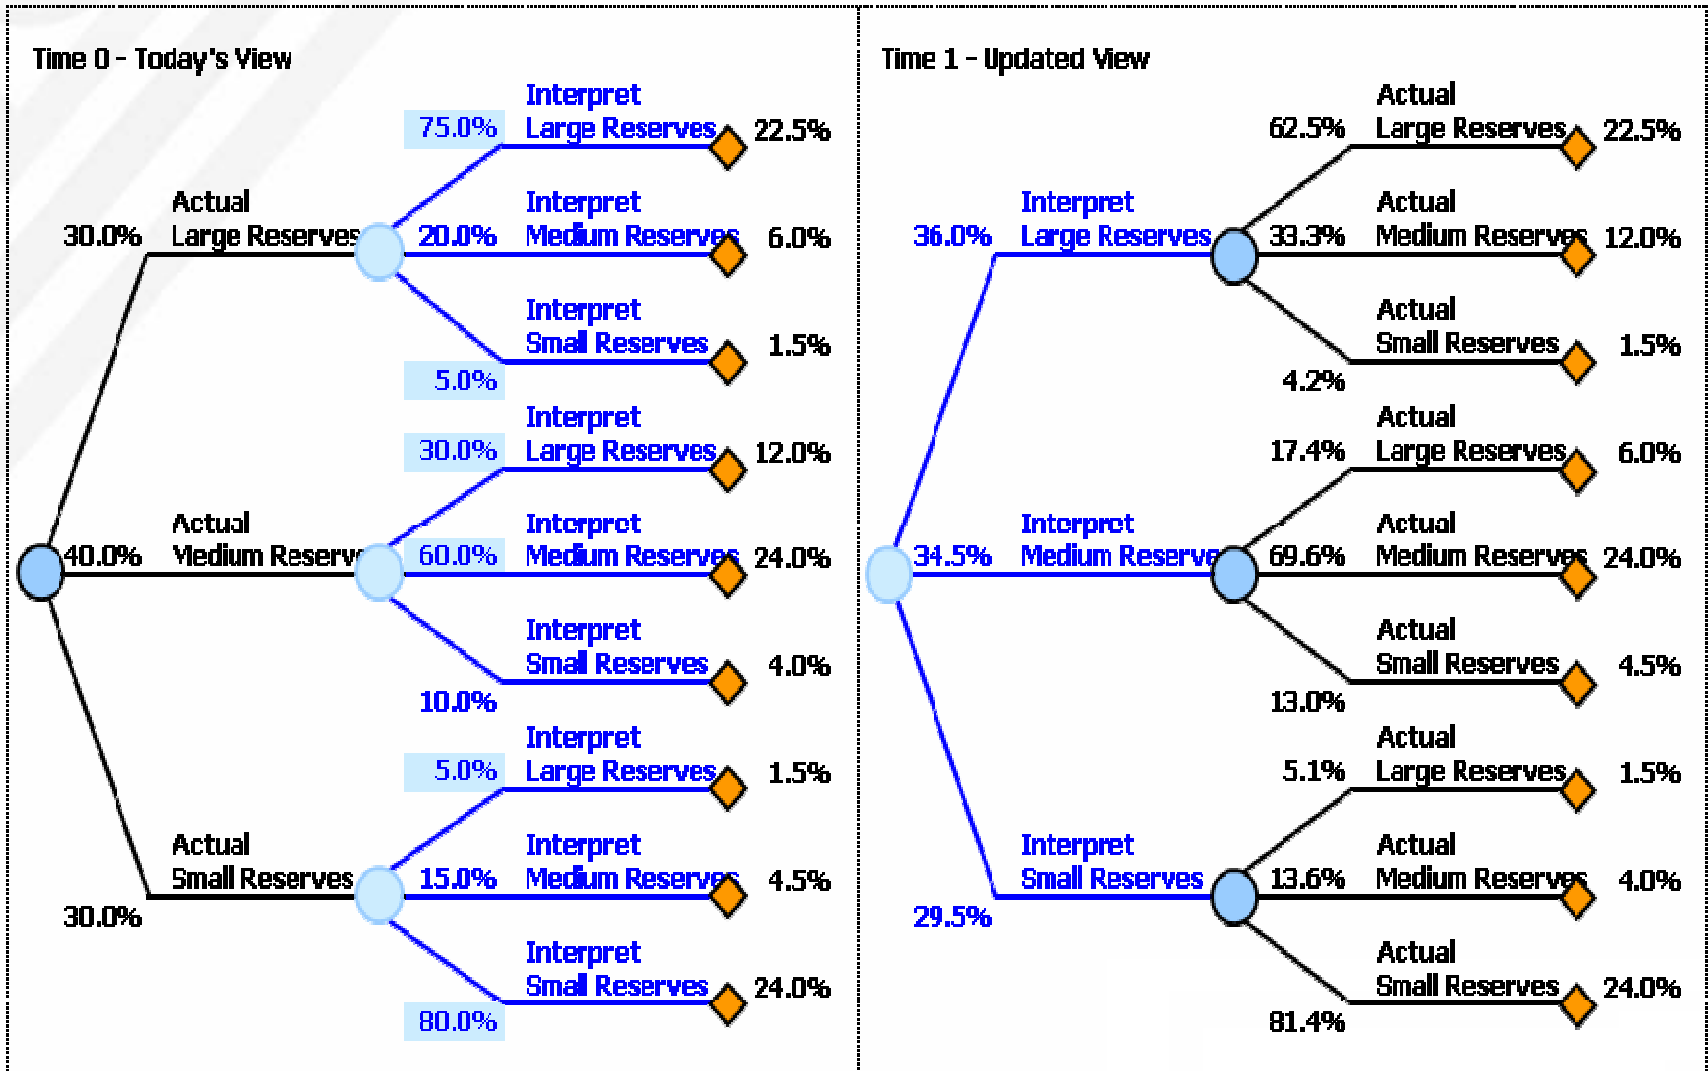 Time 0 - Today's View
30.0%
Actual
Large Reserves
75.0%
Interpret
Large Reserves
22.5%
20.0%
Interpret
Medium Reserves
6.0%
5.0%
Interpret
Small Reserves
1.5%
40.0%
Actual
Medium Reserve
30.0%
Interpret
Large Reserves
12.0%
60.0%
Interpret
Medium Reserves
24.0%
10.0%
Interpret
Small Reserves
4.0%
30.0%
Actual
Small Reserves
5.0%
Interpret
Large Reserves
1.5%
15.0%
Interpret
Medium Reserves
4.5%
80.0%
Interpret
Small Reserves
24.0%
Time 1 - Updated View
36.0%
Interpret
Large Reserves
62.5%
Actual
Large Reserves
22.5%
33.3%
Actual
Medium Reserves
12.0%
4.2%
Actual
Small Reserves
1.5%
34.5%
Interpret
Medium Reserve
17.4%
Actual
Large Reserves
6.0%
69.6%
Actual
Medium Reserves
24.0%
13.0%
Actual
Small Reserves
4.5%
29.5%
Interpret
Small Reserves
5.1%
Actual
Large Reserves
1.5%
13.6%
Actual
Medium Reserves
4.0%
81.4%
Actual
Small Reserves
24.0%